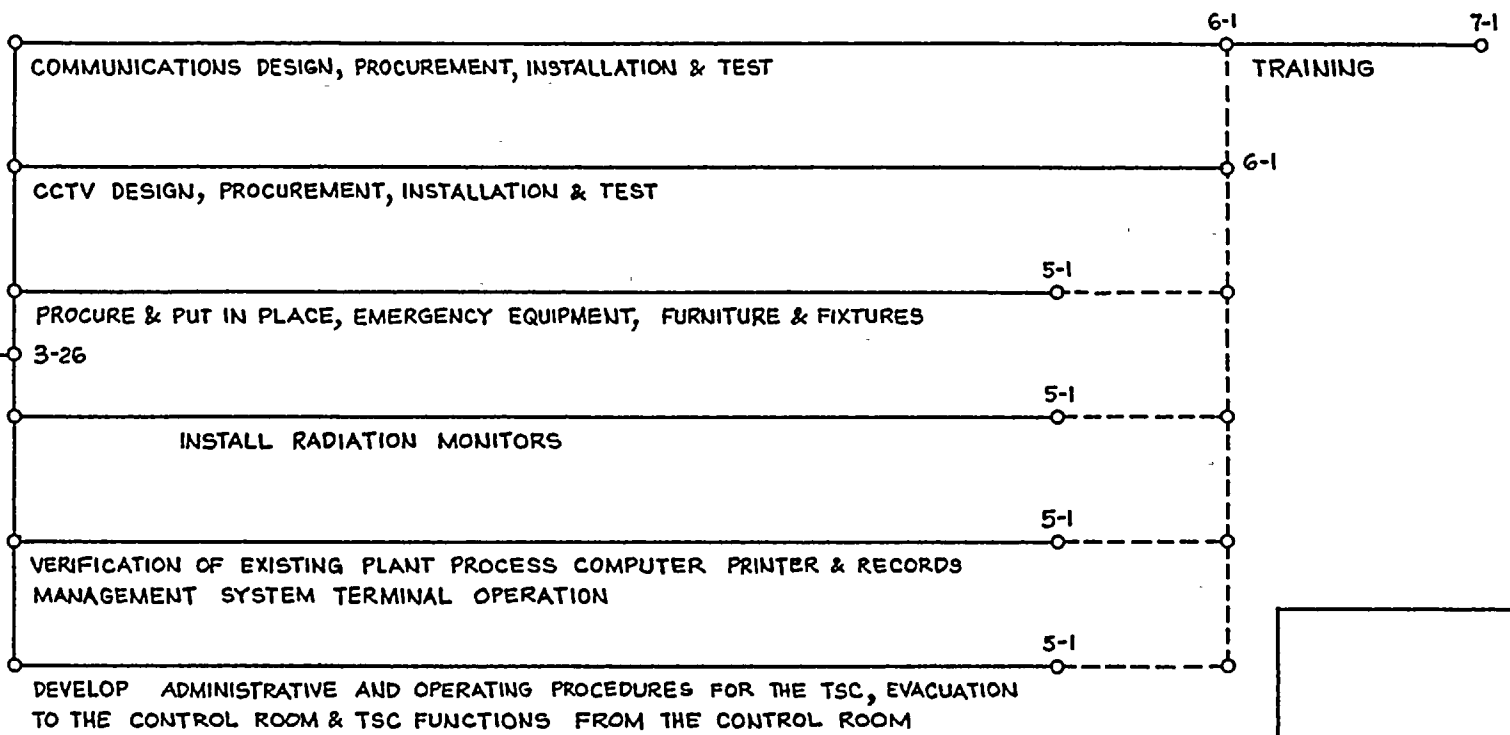 6-1
7-1
COMMUNICATIONS DESIGN, PROCUREMENT, INSTALLATION & TEST
TRAINING
6-1
CCTV DESIGN, PROCUREMENT, INSTALLATION & TEST
5-1
PROCURE & PUT IN PLACE, EMERGENCY EQUIPMENT, FURNITURE & FIXTURES
3-26
5-1
INSTALL RADIATION MONITORS
5-1
VERIFICATION OF EXISTING PLANT PROCESS COMPUTER PRINTER & RECORDS
MANAGEMENT SYSTEM TERMINAL OPERATION
5-1
DEVELOP ADMINISTRATIVE AND OPERATING PROCEDURES FOR THE TSC, EVACUATION
TO THE CONTROL ROOM & TSC FUNCTIONS FROM THE CONTROL ROOM